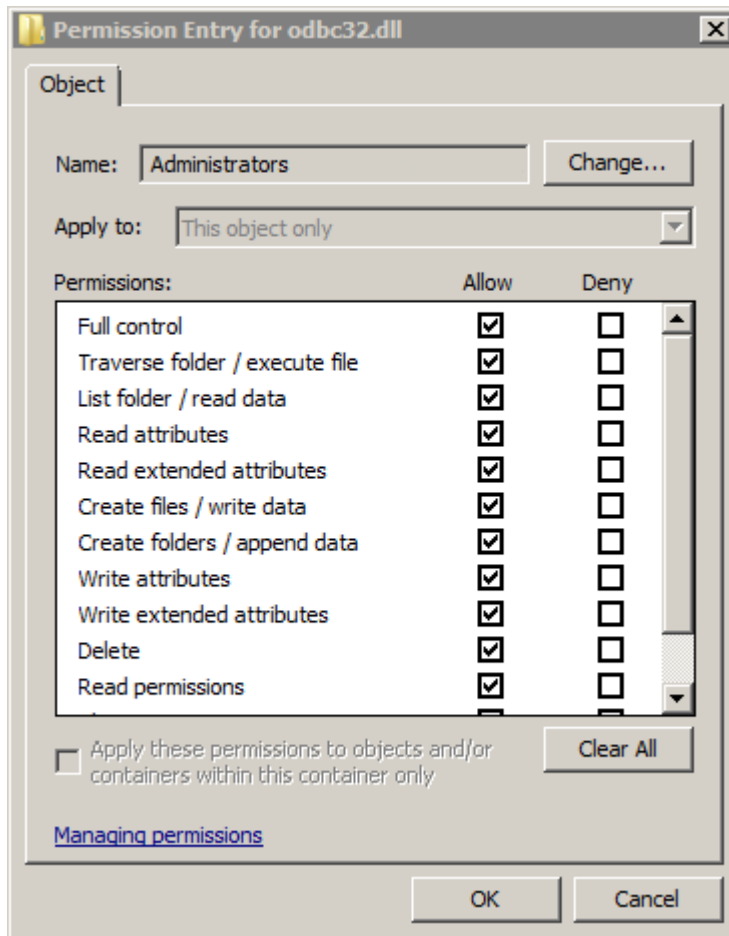 Permission Entry for odbc32.dll
Object
Name: Administrators Change...
Apply to: This object only
Permissions: Allow Deny
Full control
Traverse folder / execute file
List folder / read data
Read attributes
Read extended attributes
Create files / write data
Create folders / append data
Write attributes
Write extended attributes
Delete
Read permissions
Apply these permissions to objects and/or
containers within this container only
Clear All
Managing permissions
OK Cancel